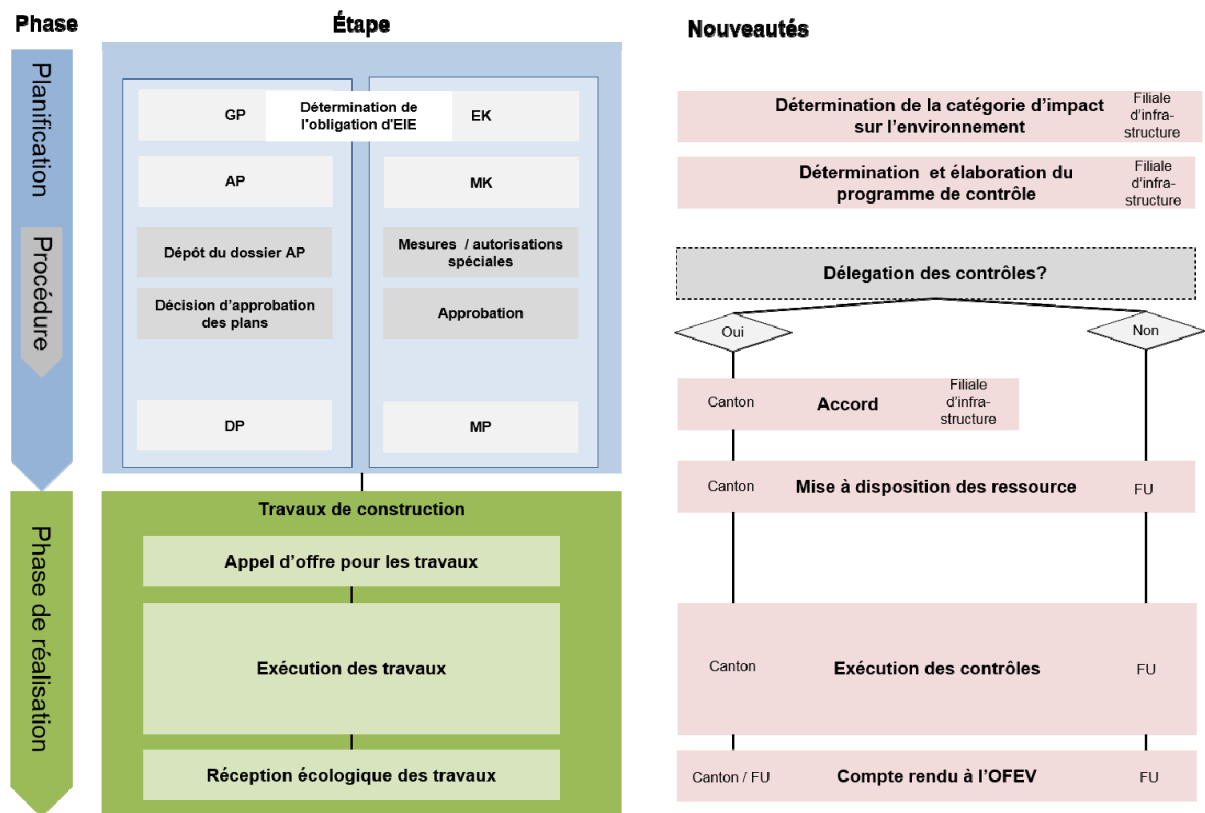 Phase
Étape
Nouveautés
Planification
Procédure
Phase de réalisation
GP
Détermination de
l'obligation d'EIE
EK
AP
MK
Dépôt du dossier AP
Mesures / autorisations
spéciales
Décision d'approbation
des plans
Approbation
DP
MP
Travaux de construction
Appel d'offre pour les travaux
Exécution des travaux
Réception écologique des travaux
Détermination de la catégorie d'impact
sur l'environnement
Filiale
d'infra-
structure
Détermination et élaboration du
programme de contrôle
Filiale
d'infra-
structure
Délegation des contrôles?
Oui
Non
Canton
Accord
Filiale
d'infra-
structure
Canton
Mise à disposition des ressource
FU
Canton
Exécution des contrôles
FU
Canton / FU
Compte rendu à l'OFEV
FU